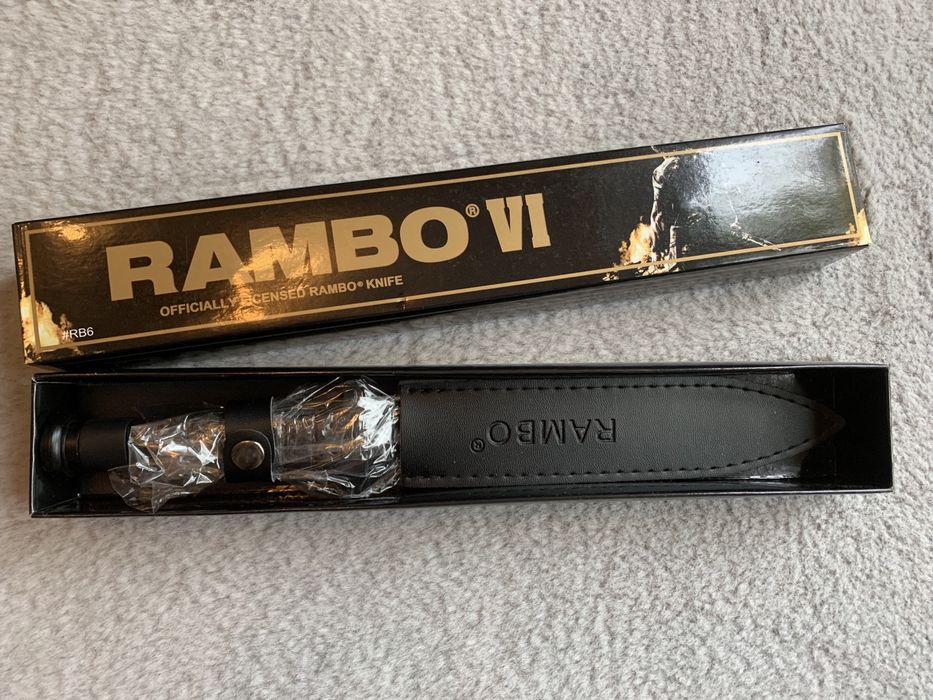 RAMBO® VI
OFFICIALLY LICENSED RAMBO® KNIFE
#RB6
RAMBO®